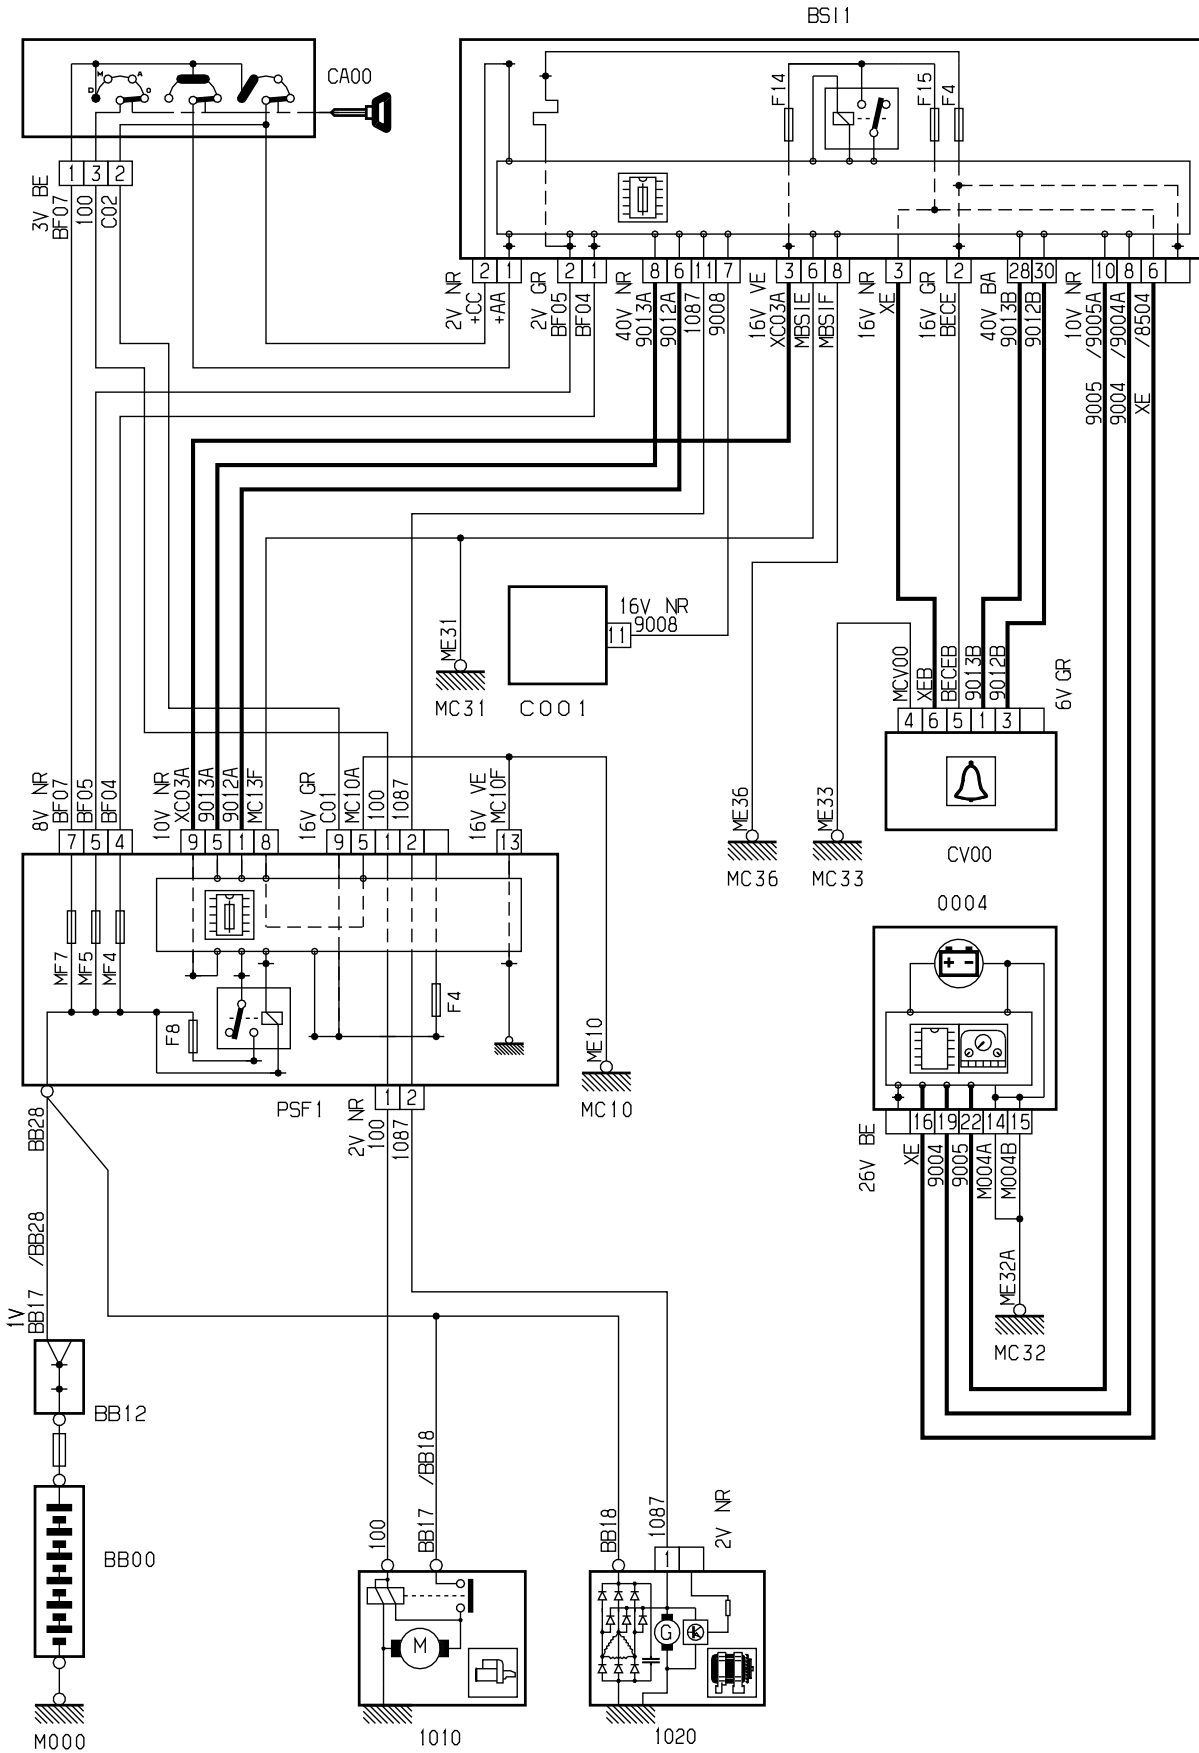 BSI1
CA00
M A
D O
F14
F15
F4
1 3 2
3V BE
BF07
100
C02
2 1
2 1
8 6 11 7
3 6 8
3
2
28 30
10 8 6
2V NR
+CC
+AA
2V GR
BF05
BF04
40V NR
9013A
9012A
1087
9008
16V VE
XC03A
MBSIE
MBSIF
16V NR
XE
16V GR
BECE
40V BA
9013B
9012B
10V NR
9005 /9005A
9004 /9004A
XE /8504
16V NR
9008
11
C001
ME31
MC31
MCV00
XEB
BECEB
9013B
9012B
6V GR
4 6 5 1 3
CV00
ME36
MC36
ME33
MC33
8V NR
BF07
BF05
BF04
10V NR
XC03A
9013A
9012A
MC13F
16V GR
C01
MC10A
100
1087
16V VE
MC10F
7 5 4
9 5 1 8
9 5 1 2
13
MF7
MF5
MF4
F8
F4
PSF1
1 2
2V NR
100
1087
ME10
MC10
0004
+ -
16 19 22 14 15
26V BE
XE
9004
9005
M004A
M004B
ME32A
MC32
BB28
BB17 /BB28
1V
BB12
BB00
M000
100
BB17 /BB18
M
1010
BB18
1087
1
2V NR
G
1020